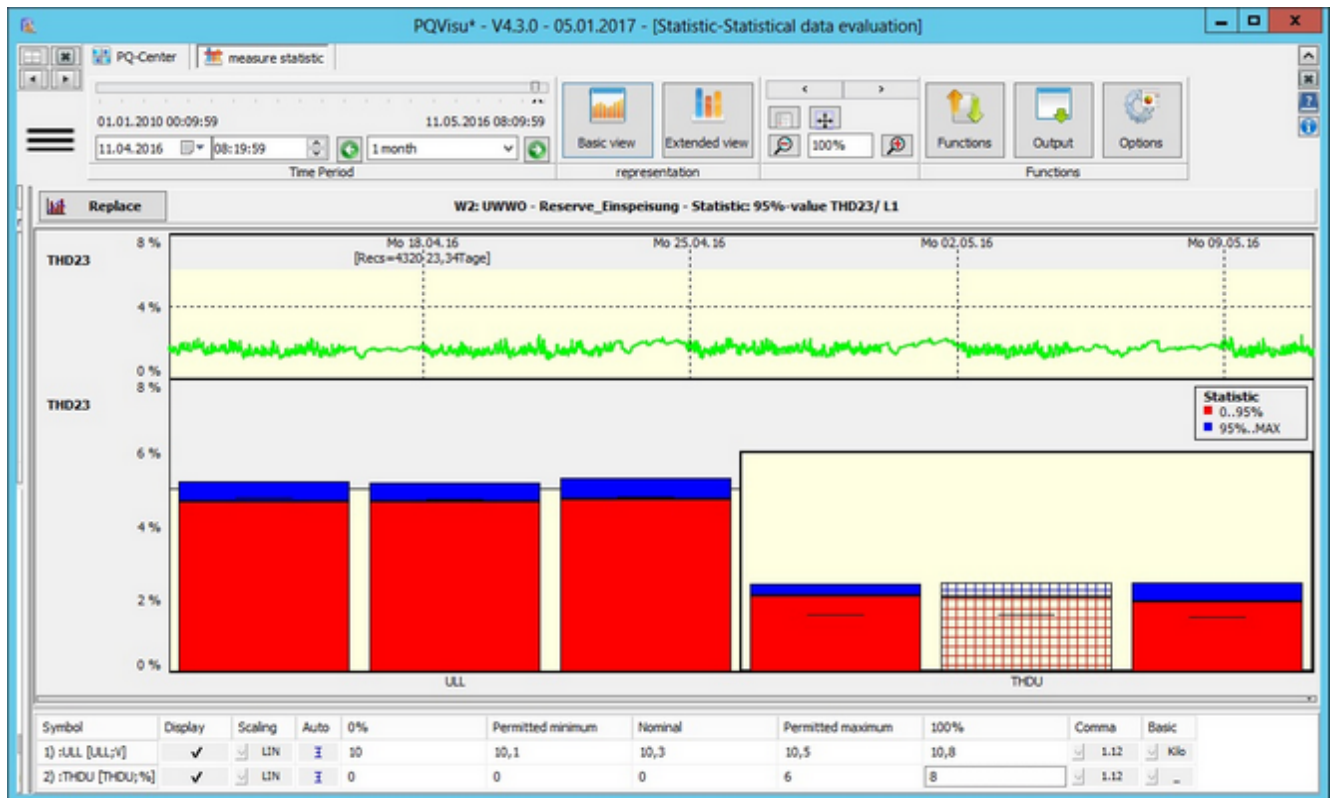 PQVisu* - V4.3.0 - 05.01.2017 - [Statistic-Statistical data evaluation]
PQ-Center measure statistic
01.01.2010 00:09:59 11.05.2016 08:09:59
11.04.2016 08:19:59 1 month
Time Period
Basic view Extended view
representation
100%
Functions Output Options
Functions
Replace W2: UWWO - Reserve_Einspeisung - Statistic: 95%-value THD23/ L1
8 % Mo 18.04.16 Mo 25.04.16 Mo 02.05.16 Mo 09.05.16
THD23 [Recs=4320;23,34Tage]
4 %
0 %
8 %
THD23
Statistic
0..95%
95%..MAX
6 %
4 %
2 %
0 %
ULL THDU
Symbol Display Scaling Auto 0% Permitted minimum Nominal Permitted maximum 100% Comma Basic
1) :ULL [ULL;V] ✓ LIN I 10 10,1 10,3 10,5 10,8 1.12 Kilo
2) :THDU [THDU;%] ✓ LIN I 0 0 0 6 8 1.12 _